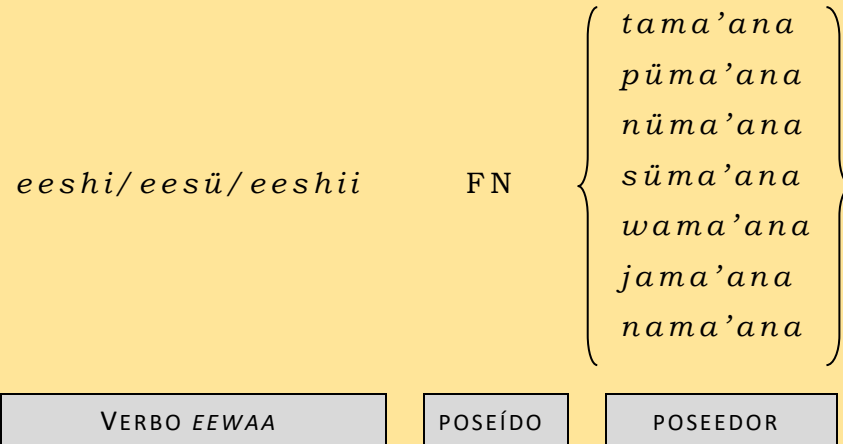 tama’ana
püma’ana
nüma’ana
eeshi/eesü/eeshii FN süma’ana
wama’ana
jama’ana
nama’ana
VERBO EEWAA POSEÍDO POSEEDOR